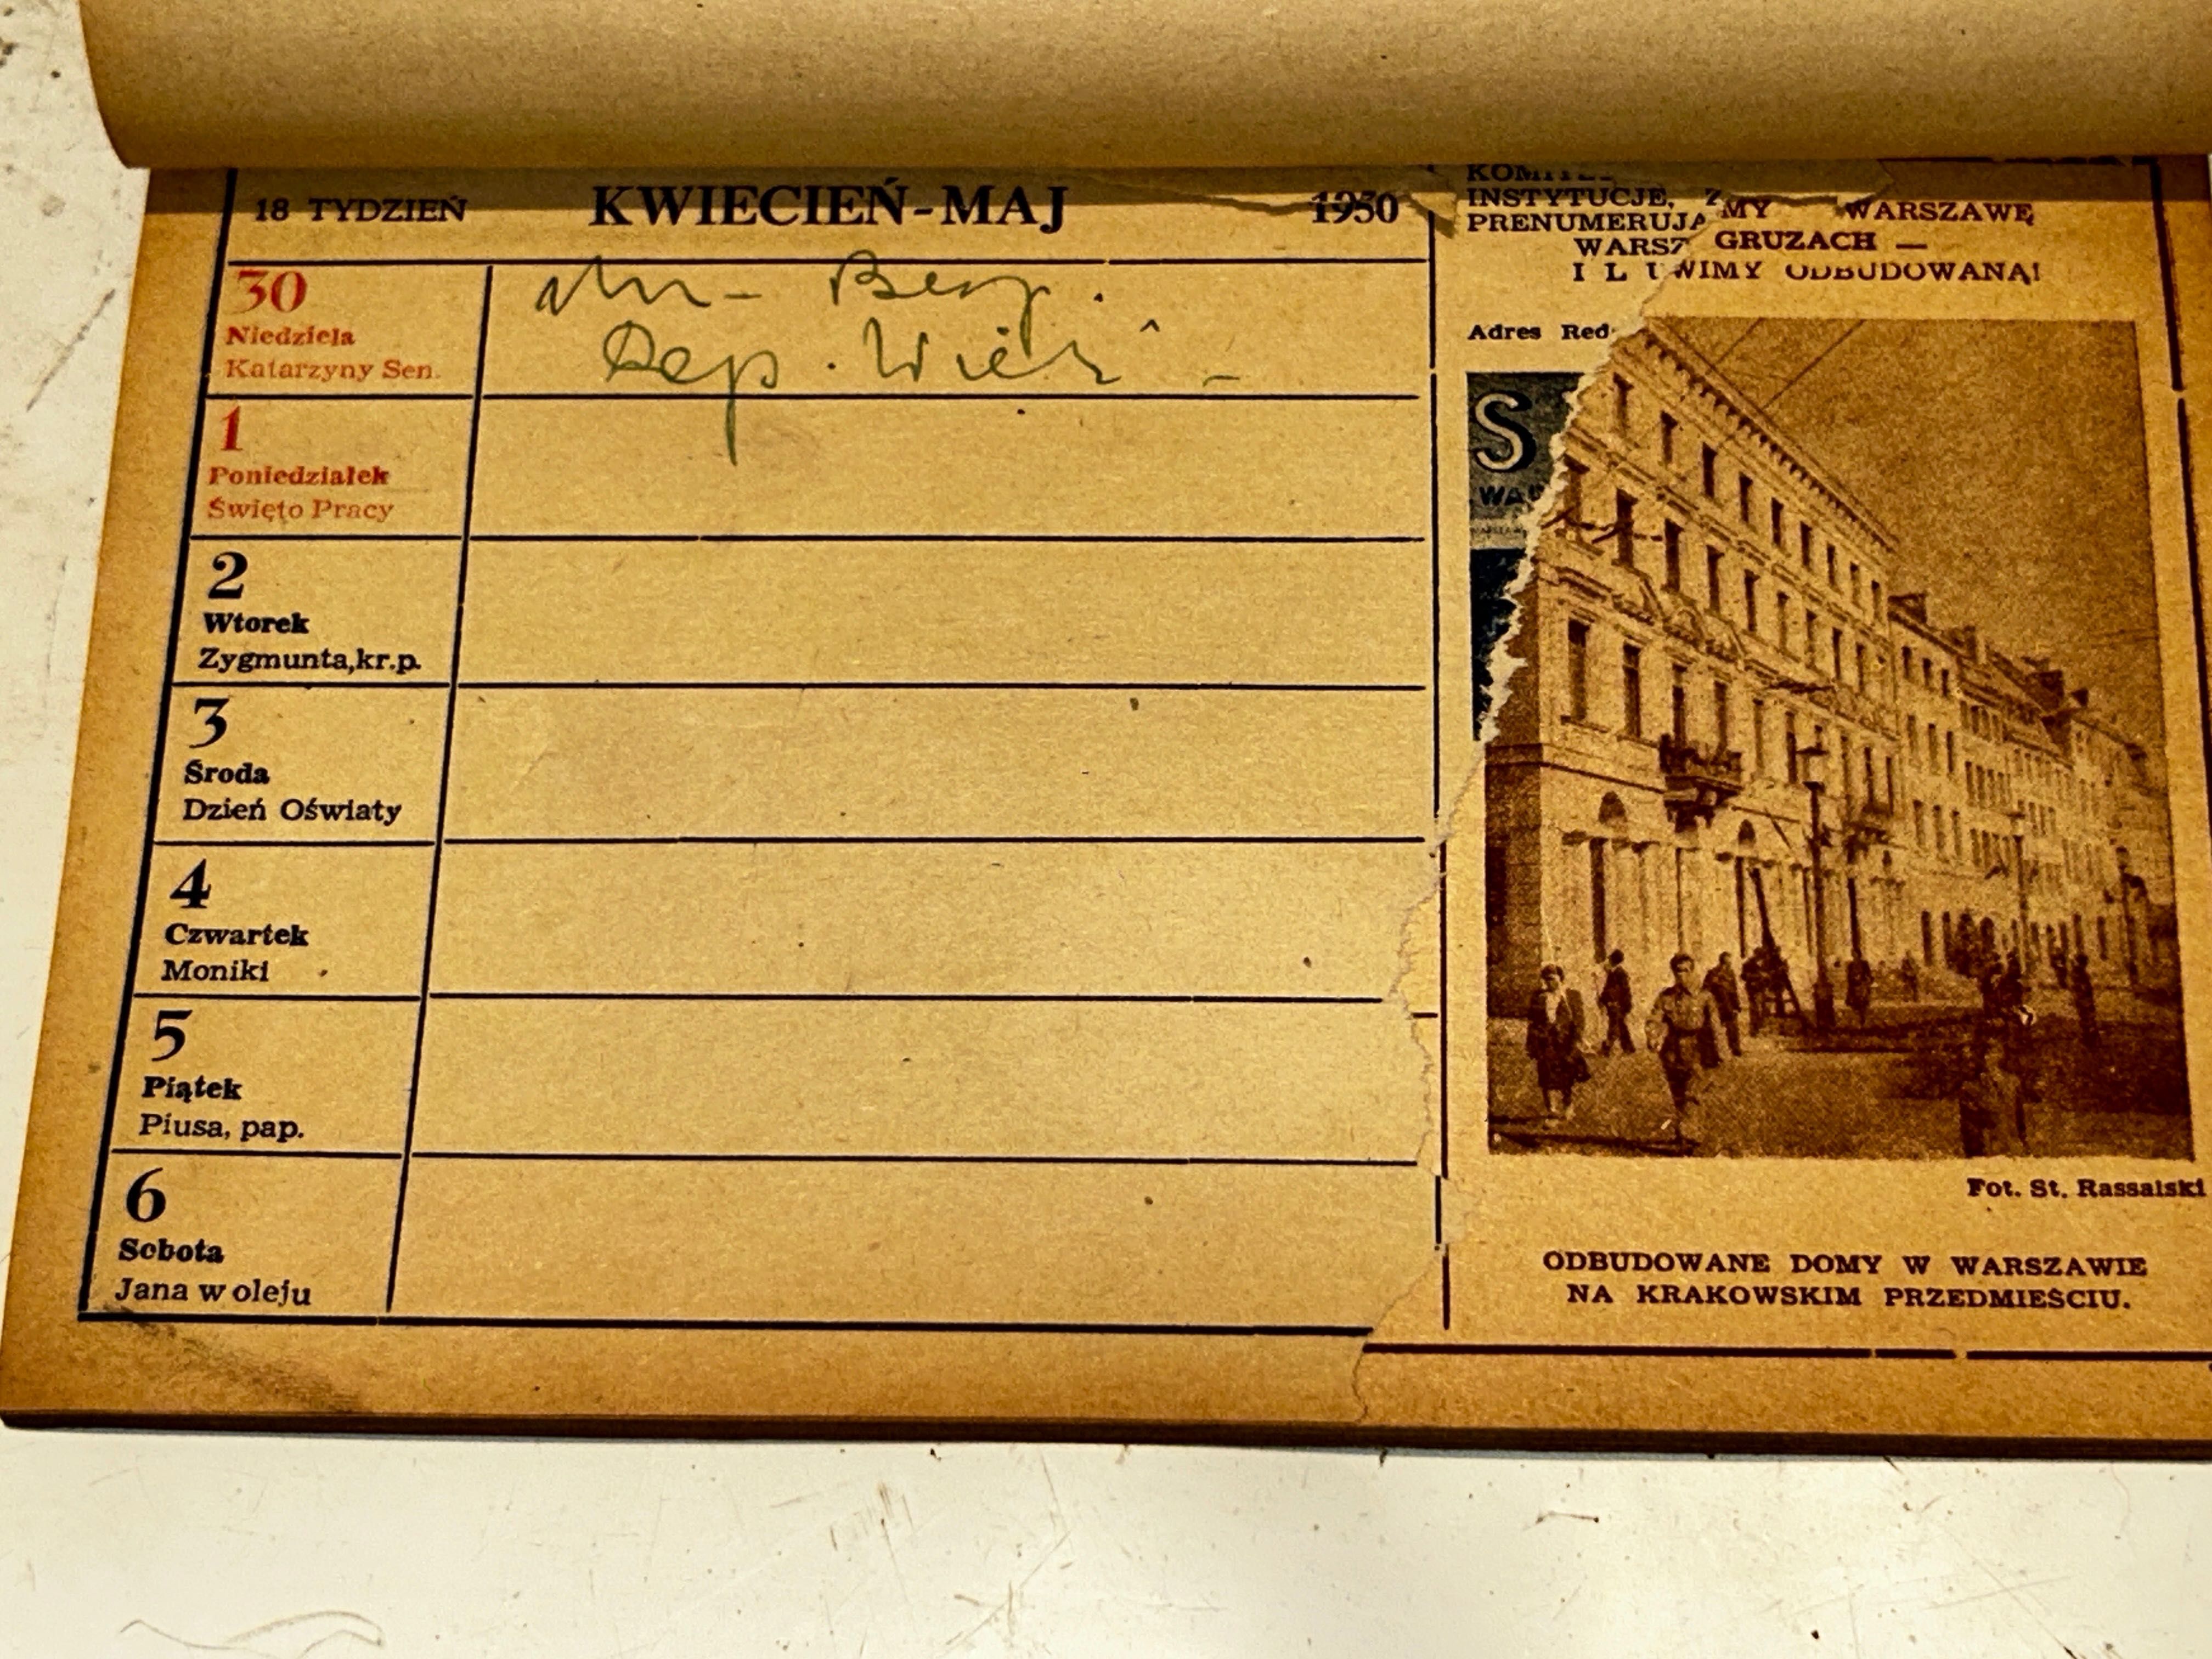 18 TYDZIEŃ KWIECIEŃ-MAJ 1950
30
Niedziela
Katarzyny Sen.
1
Poniedziałek
Święto Pracy
2
Wtorek
Zygmunta, kr. p.
3
Środa
Dzień Oświaty
4
Czwartek
Moniki
5
Piątek
Piusa, pap.
6
Sobota
Jana w oleju
INSTYTUCJE,
PRENUMERUJ
WARSZAWĘ
GRUZACH —
ODBUDOWANĄ!
Adres Red
Fot. St. Rassalski
ODBUDOWANE DOMY W WARSZAWIE
NA KRAKOWSKIM PRZEDMIEŚCIU.